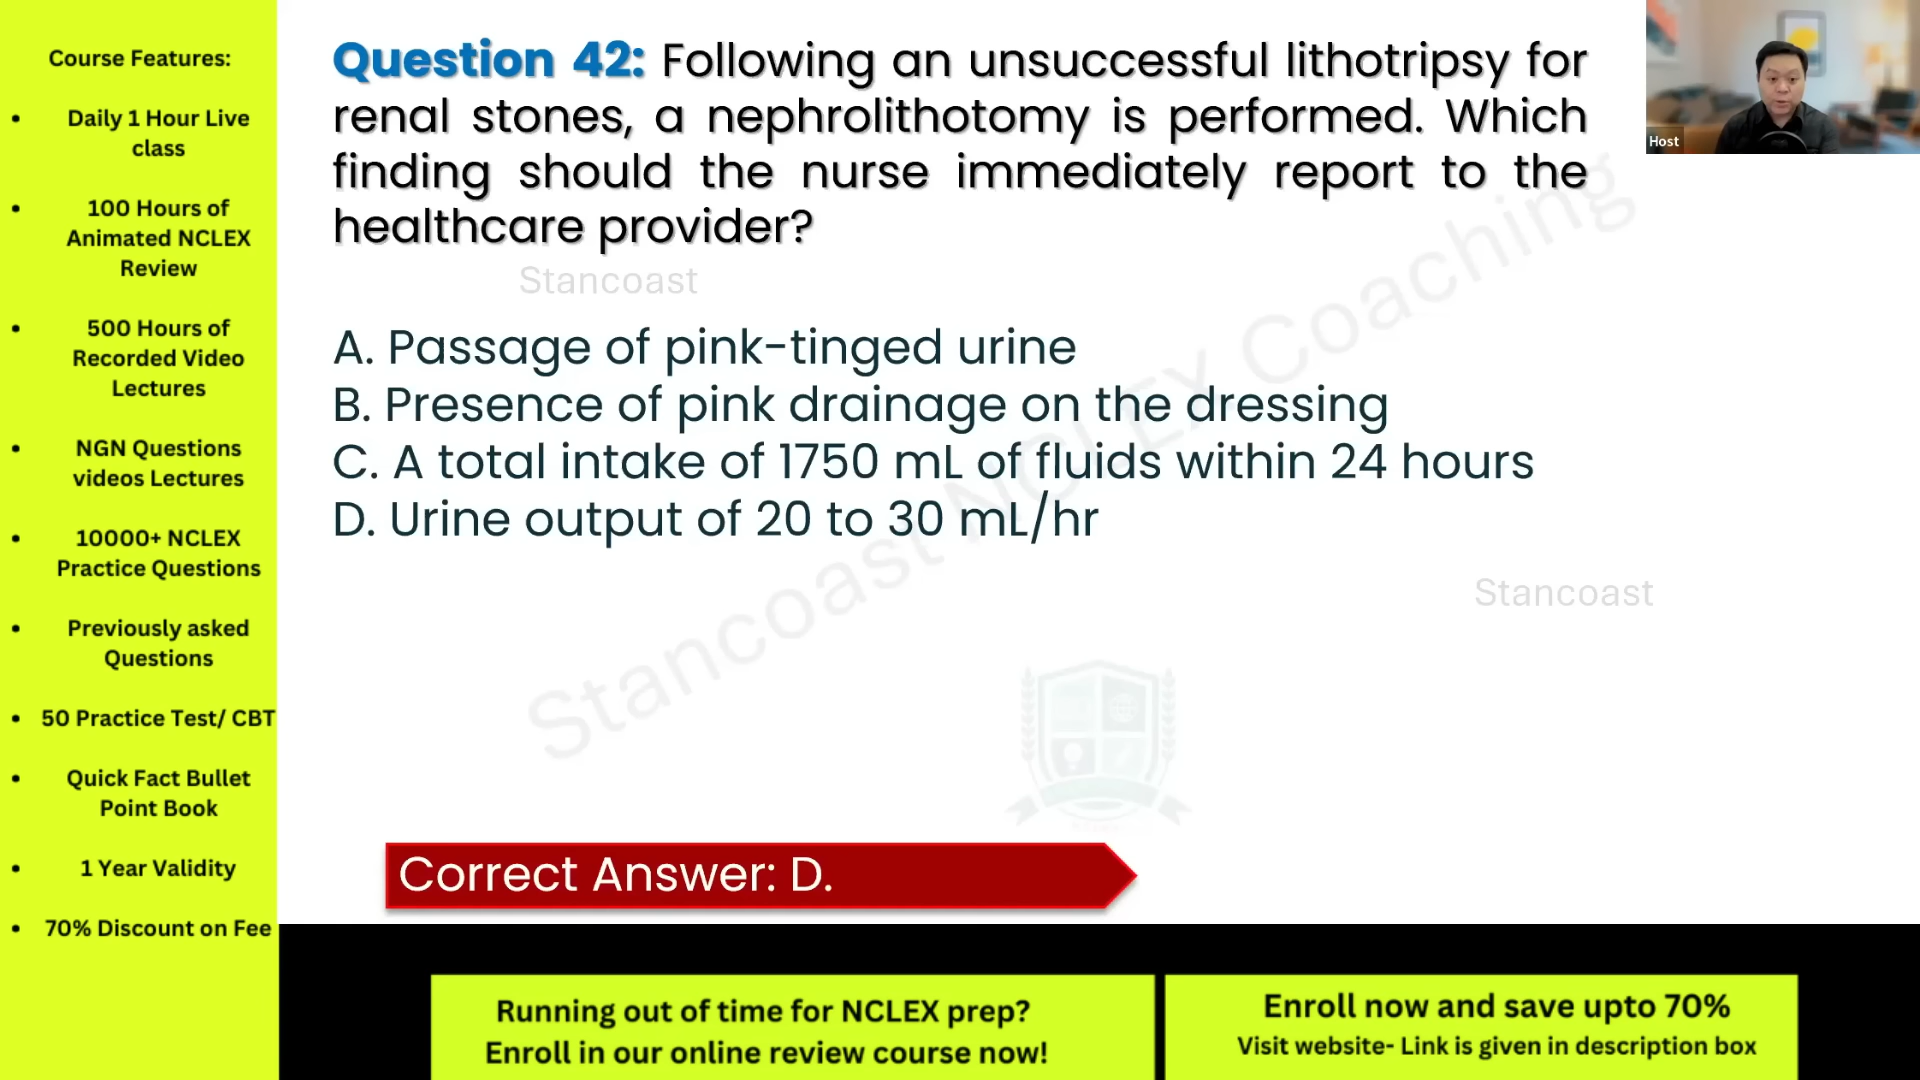 Course Features:
• Daily 1 Hour Live
class
• 100 Hours of
Animated NCLEX
Review
• 500 Hours of
Recorded Video
Lectures
• NGN Questions
videos Lectures
• 10000+ NCLEX
Practice Questions
• Previously asked
Questions
• 50 Practice Test/ CBT
• Quick Fact Bullet
Point Book
• 1 Year Validity
• 70% Discount on Fee
Question 42: Following an unsuccessful lithotripsy for
renal stones, a nephrolithotomy is performed. Which
finding should the nurse immediately report to the
healthcare provider?
Stancoast
A. Passage of pink-tinged urine
B. Presence of pink drainage on the dressing
C. A total intake of 1750 mL of fluids within 24 hours
D. Urine output of 20 to 30 mL/hr
Stancoast NCLEX Coaching
Stancoast
Correct Answer: D.
Host
Running out of time for NCLEX prep?
Enroll in our online review course now!
Enroll now and save upto 70%
Visit website- Link is given in description box